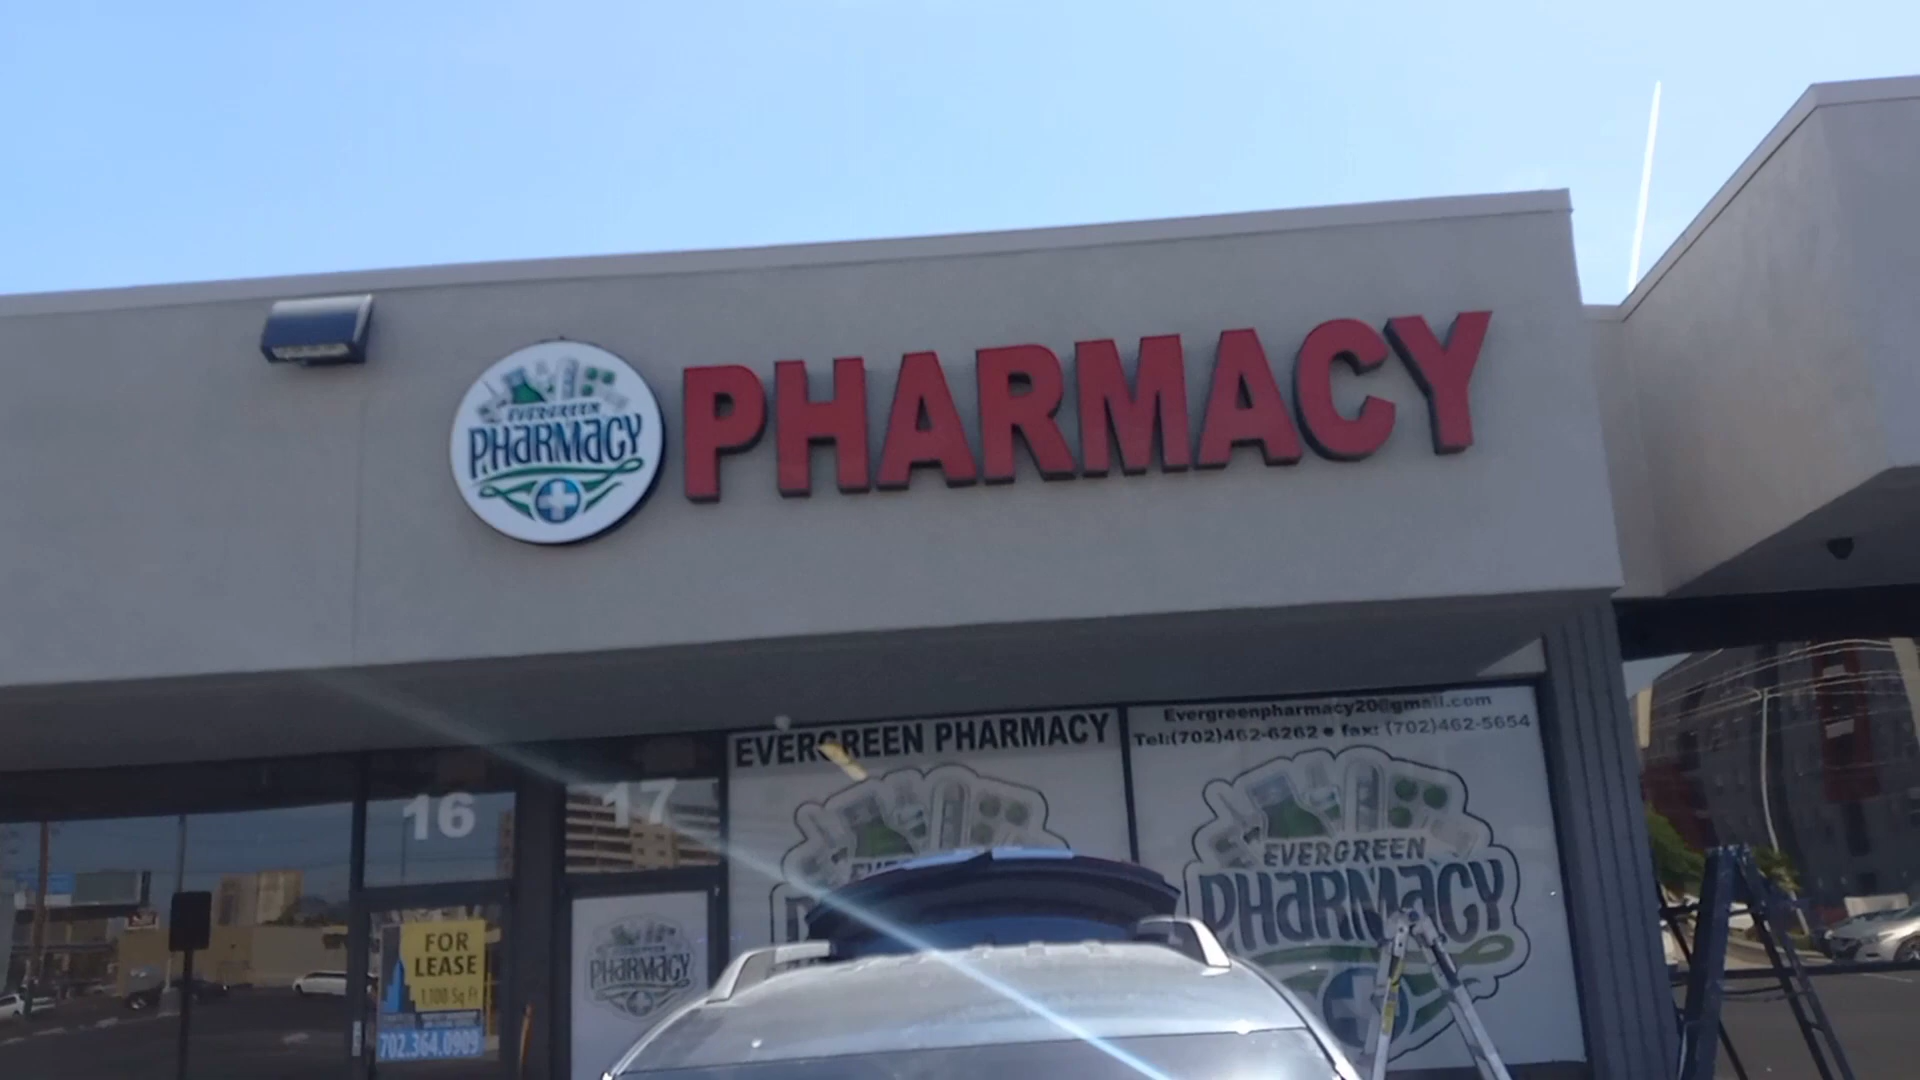 EVERGREEN
PHARMACY
PHARMACY
EVERGREEN PHARMACY
Evergreenpharmacy20@gmail.com
Tel:(702)462-6262 • fax: (702)462-5654
16
17
EVERGREEN
PHARMACY
FOR
LEASE
1,100 Sq Ft
702.364.0909
PHARMACY